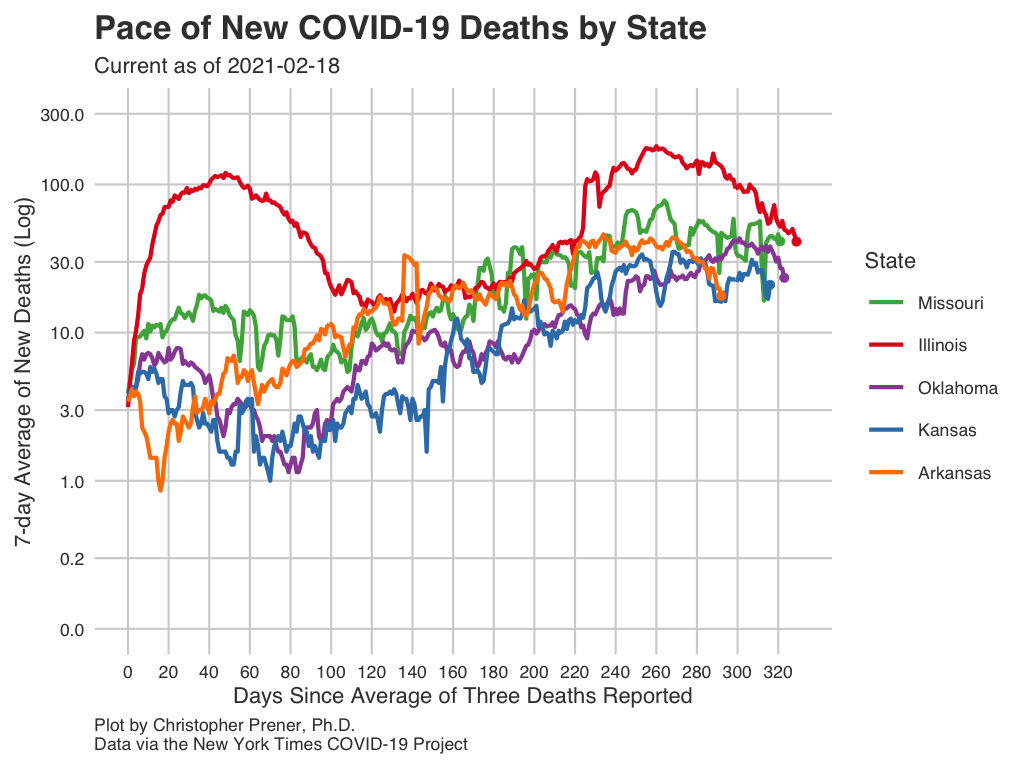 Pace of New COVID-19 Deaths by State
Current as of 2021-02-18
7-day Average of New Deaths (Log)
300.0
100.0
30.0
10.0
3.0
1.0
0.2
0.0
0 20 40 60 80 100 120 140 160 180 200 220 240 260 280 300 320
Days Since Average of Three Deaths Reported
State
Missouri
Illinois
Oklahoma
Kansas
Arkansas
Plot by Christopher Prener, Ph.D.
Data via the New York Times COVID-19 Project